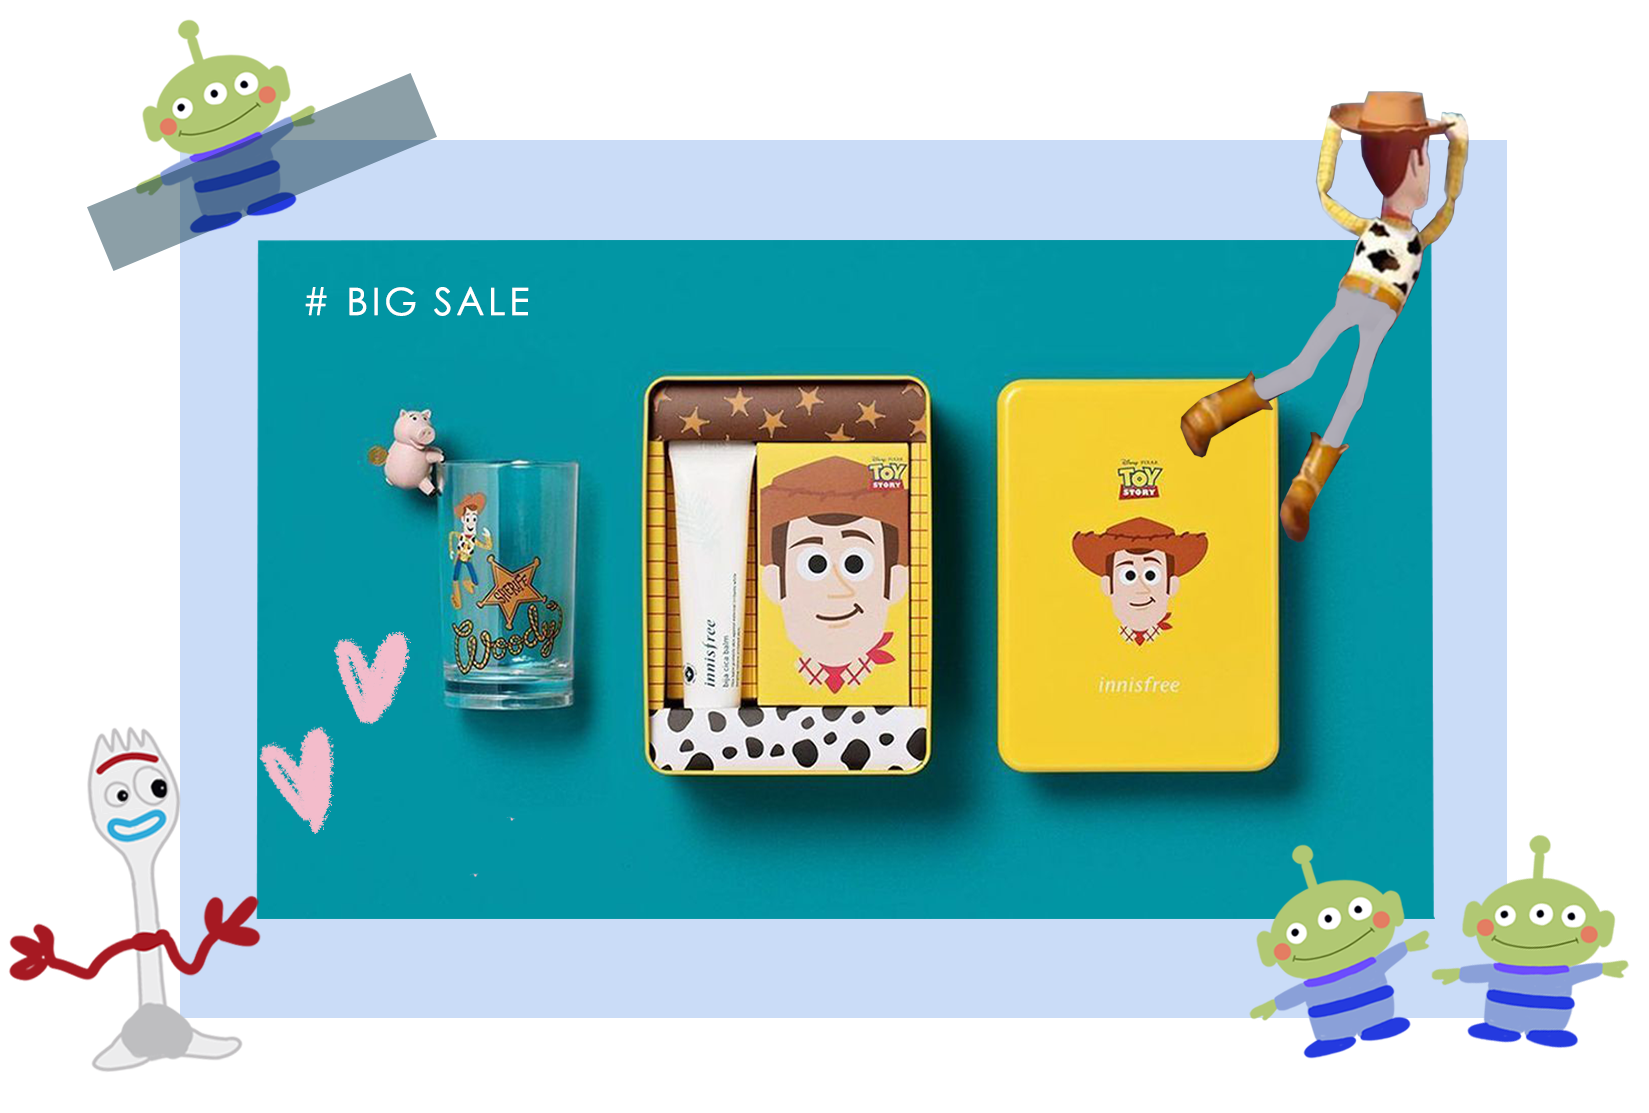 # BIG SALE
SHERIFF
Woody
innisfree
bija cica balm
Disney PIXAR
TOY
STORY
Disney PIXAR
TOY
STORY
innisfree